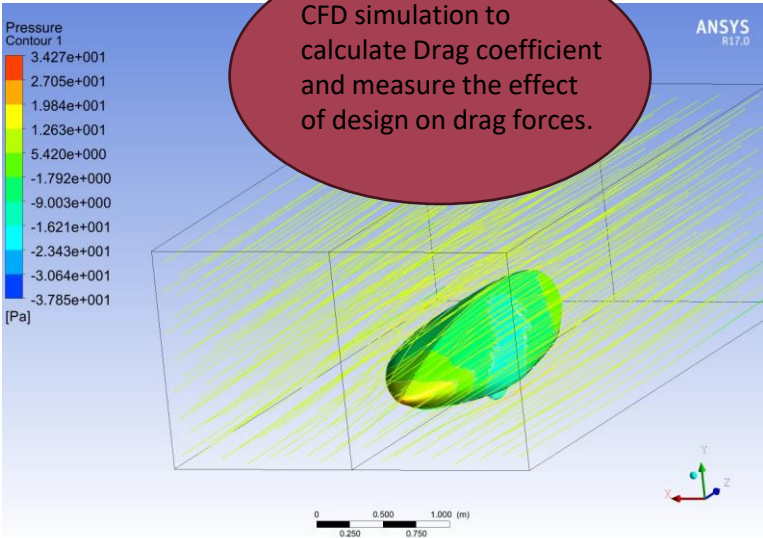 Pressure
Contour 1
3.427e+001
2.705e+001
1.984e+001
1.263e+001
5.420e+000
-1.792e+000
-9.003e+000
-1.621e+001
-2.343e+001
-3.064e+001
-3.785e+001
[Pa]
CFD simulation to
calculate Drag coefficient
and measure the effect
of design on drag forces.
ANSYS
R17.0
Y
X
Z
0 0.500 1.000 (m)
0.250 0.750